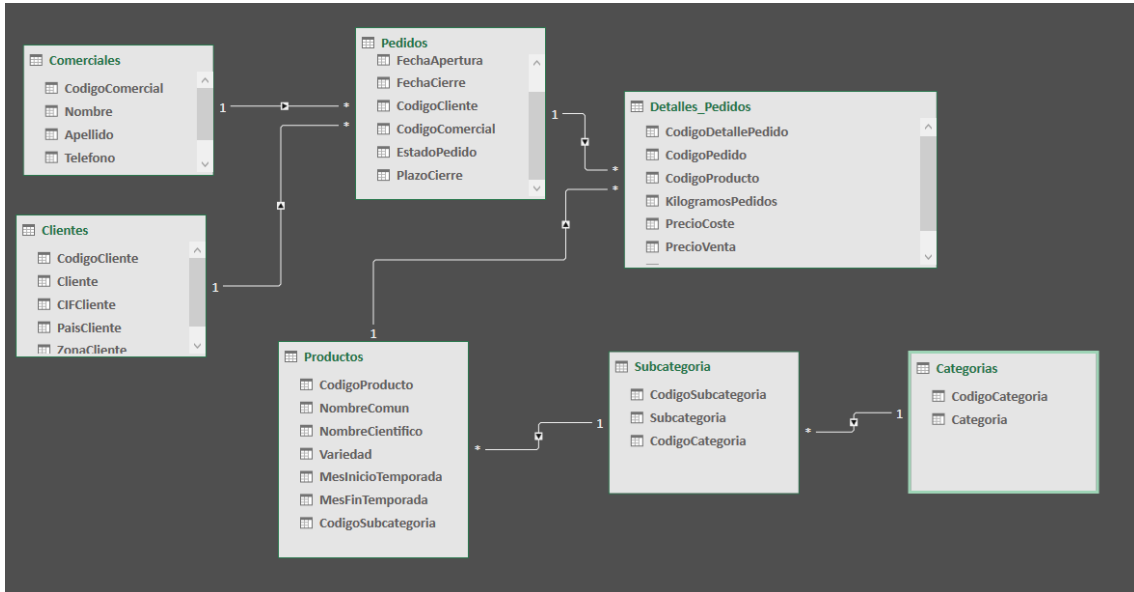 Comerciales
CodigoComercial
Nombre
Apellido
Telefono
1
*
Pedidos
FechaApertura
FechaCierre
CodigoCliente
CodigoComercial
EstadoPedido
PlazoCierre
*
1
Detalles_Pedidos
CodigoDetallePedido
CodigoPedido
CodigoProducto
KilogramosPedidos
PrecioCoste
PrecioVenta
*
*
Clientes
CodigoCliente
Cliente
CIFCliente
PaisCliente
ZonaCliente
1
1
Productos
CodigoProducto
NombreComun
NombreCientifico
Variedad
MesInicioTemporada
MesFinTemporada
CodigoSubcategoria
*
1
Subcategoria
CodigoSubcategoria
Subcategoria
CodigoCategoria
*
1
Categorias
CodigoCategoria
Categoria